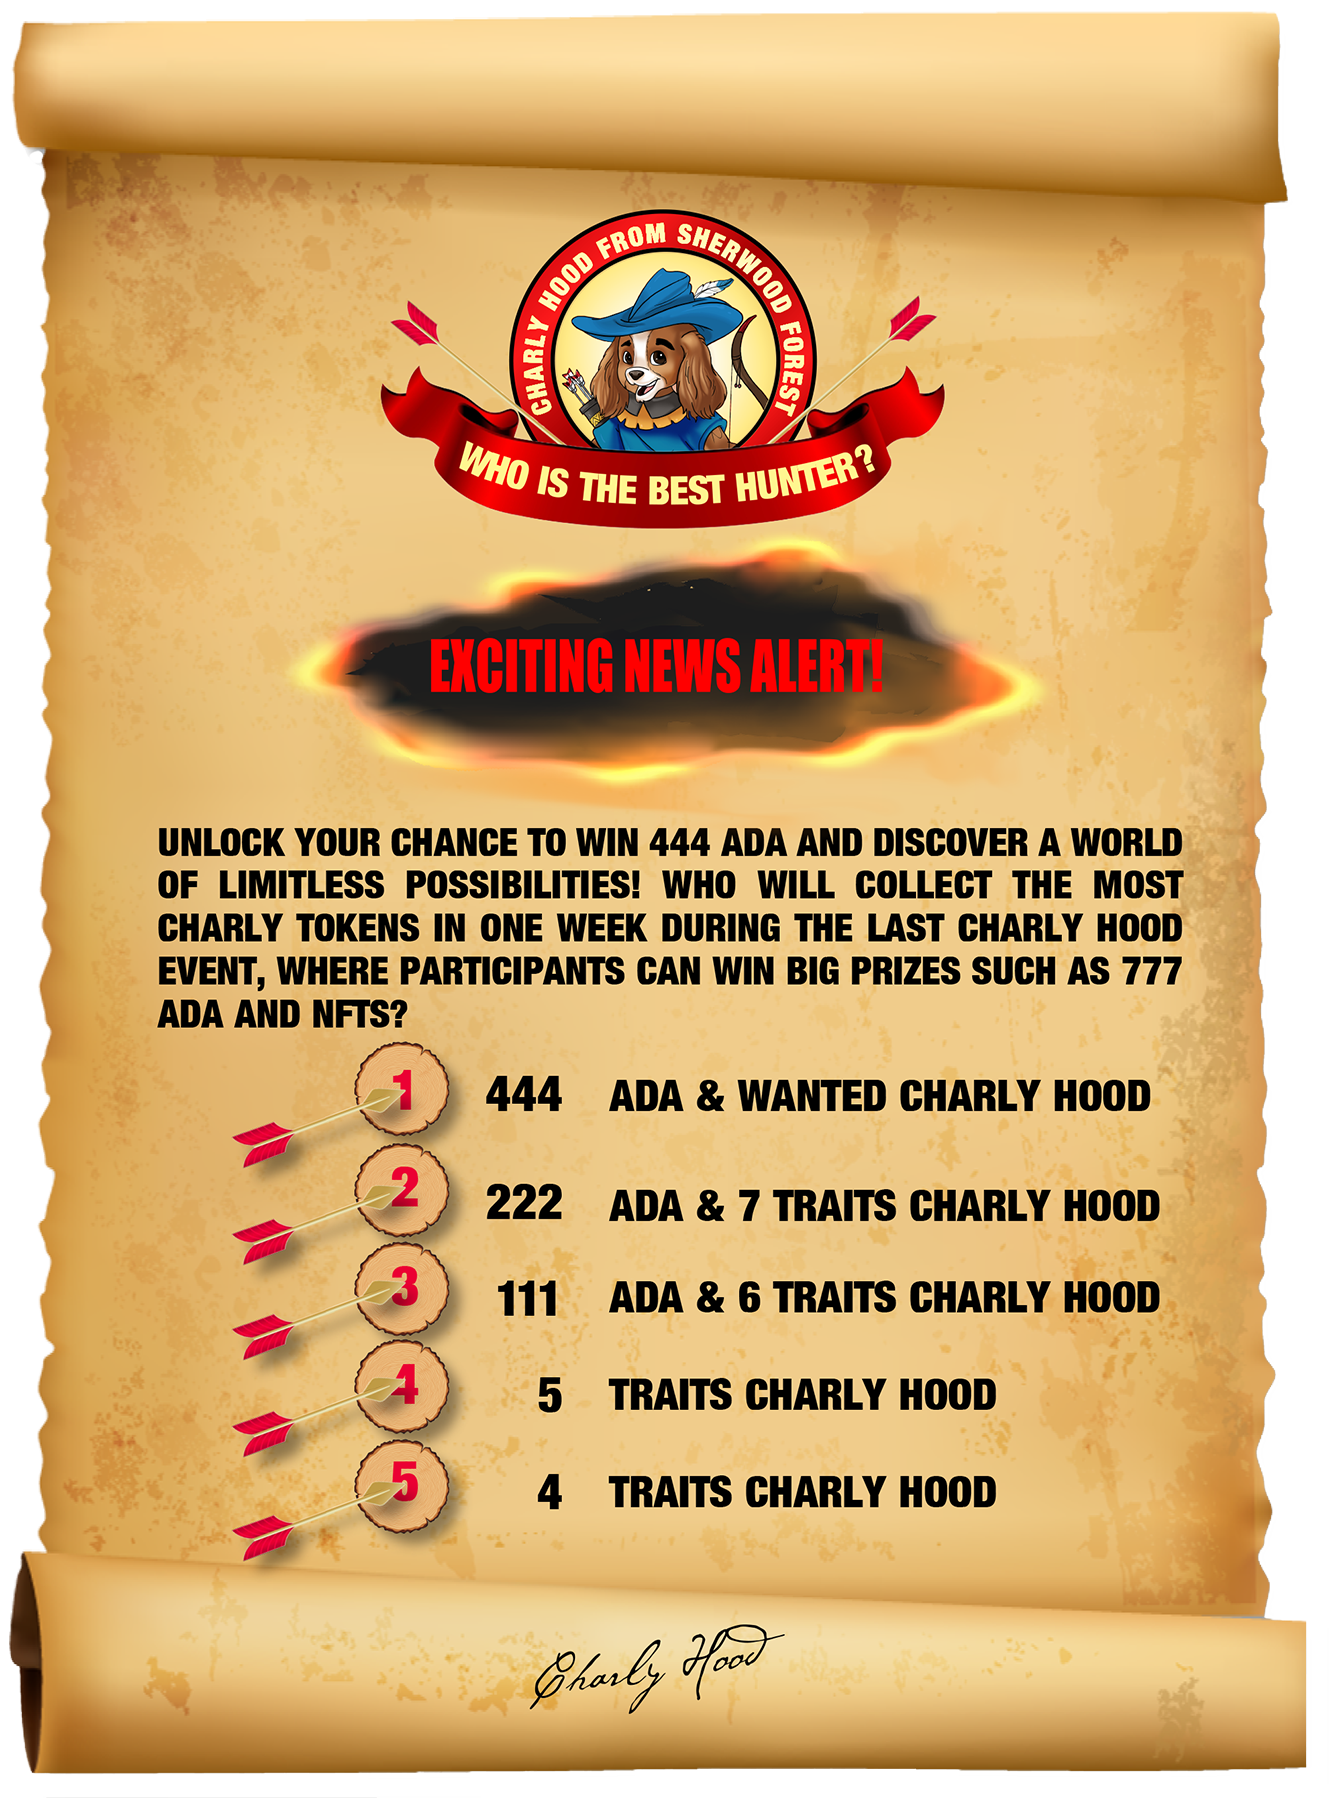 CHARLY HOOD FROM SHERWOOD FOREST
WHO IS THE BEST HUNTER?
EXCITING NEWS ALERT!
UNLOCK YOUR CHANCE TO WIN 444 ADA AND DISCOVER A WORLD
OF LIMITLESS POSSIBILITIES! WHO WILL COLLECT THE MOST
CHARLY TOKENS IN ONE WEEK DURING THE LAST CHARLY HOOD
EVENT, WHERE PARTICIPANTS CAN WIN BIG PRIZES SUCH AS 777
ADA AND NFTS?
1 444 ADA & WANTED CHARLY HOOD
2 222 ADA & 7 TRAITS CHARLY HOOD
3 111 ADA & 6 TRAITS CHARLY HOOD
4 5 TRAITS CHARLY HOOD
5 4 TRAITS CHARLY HOOD
Charly Hood